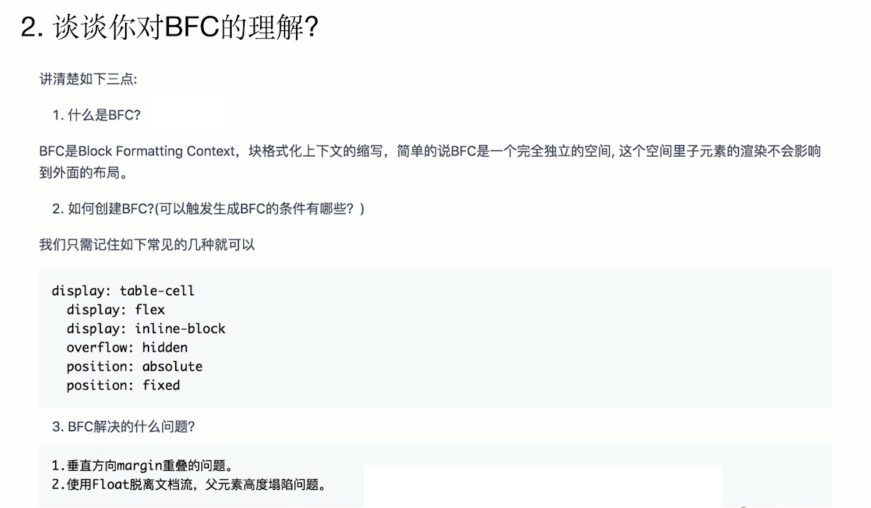 2. 谈谈你对BFC的理解?
讲清楚如下三点:
1. 什么是BFC?
BFC是Block Formatting Context，块格式化上下文的缩写，简单的说BFC是一个完全独立的空间, 这个空间里子元素的渲染不会影响
到外面的布局。
2. 如何创建BFC?(可以触发生成BFC的条件有哪些？)
我们只需记住如下常见的几种就可以
display: table-cell
display: flex
display: inline-block
overflow: hidden
position: absolute
position: fixed
3. BFC解决的什么问题?
1.垂直方向margin重叠的问题。
2.使用Float脱离文档流，父元素高度塌陷问题。